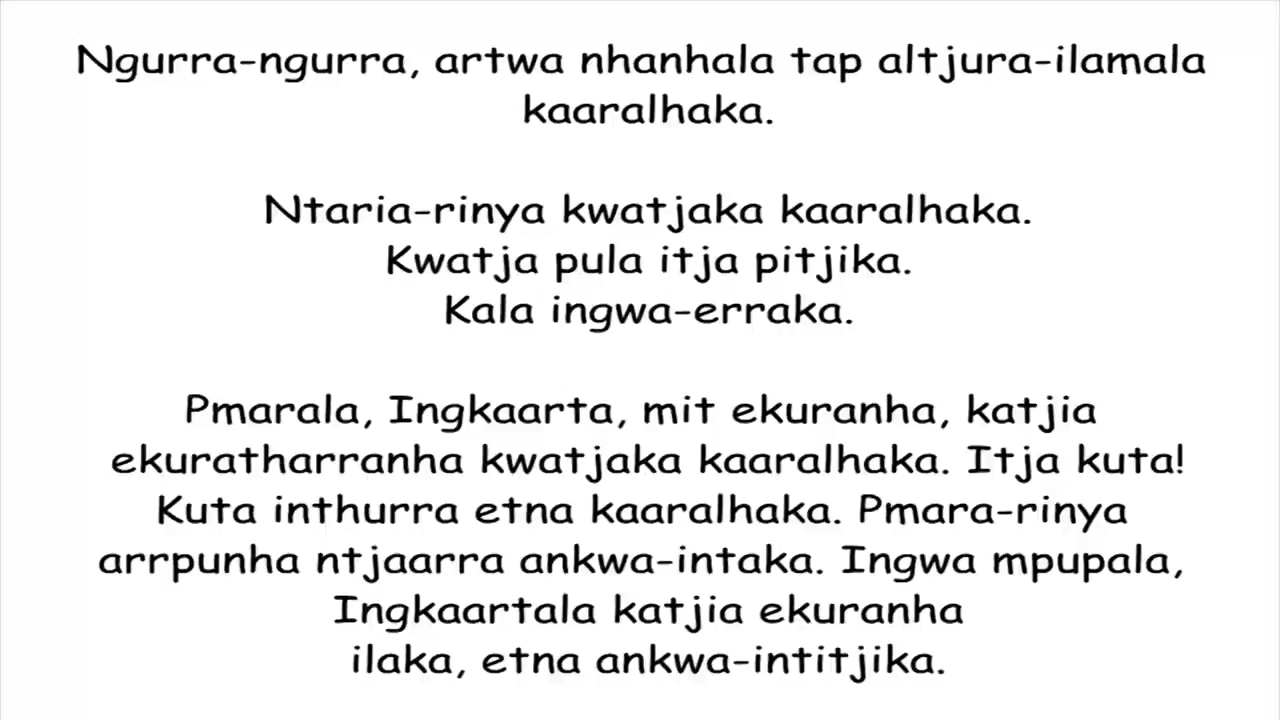 Ngurra-ngurra, artwa nhanhala tap altjura-ilamala
kaaralhaka.
Ntaria-rinya kwatjaka kaaralhaka.
Kwatja pula itja pitjika.
Kala ingwa-erraka.
Pmarala, Ingkaarta, mit ekuranha, katjia
ekuratharranha kwatjaka kaaralhaka. Itja kuta!
Kuta inthurra etna kaaralhaka. Pmara-rinya
arrpunha ntjaarra ankwa-intaka. Ingwa mpupala,
Ingkaartala katjia ekuranha
ilaka, etna ankwa-intitjika.